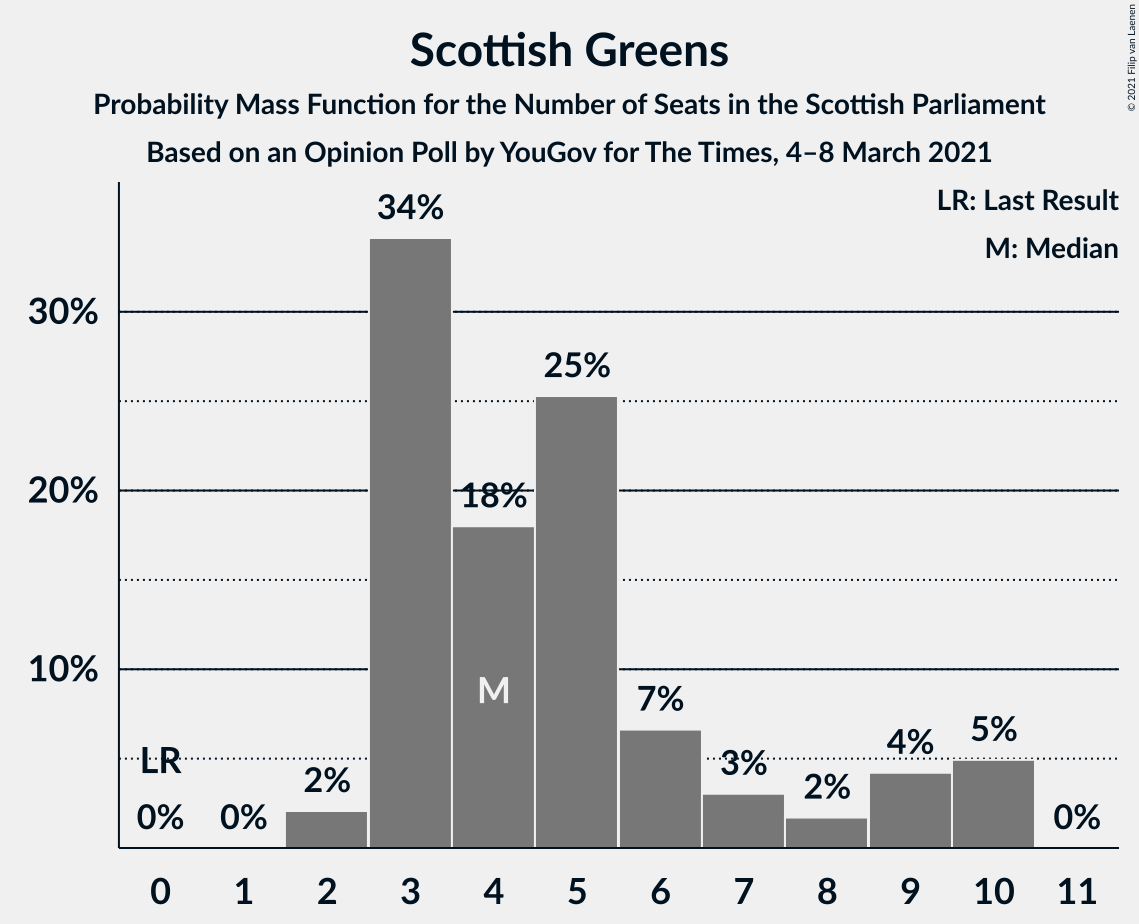 © 2021 Filip van Laenen
Scottish Greens
Probability Mass Function for the Number of Seats in the Scottish Parliament
Based on an Opinion Poll by YouGov for The Times, 4–8 March 2021
LR: Last Result
M: Median
34%
30%
25%
20%
18%
10%
M
7%
5%
4%
LR
3%
2%
2%
0%
0%
0%
0 1 2 3 4 5 6 7 8 9 10 11